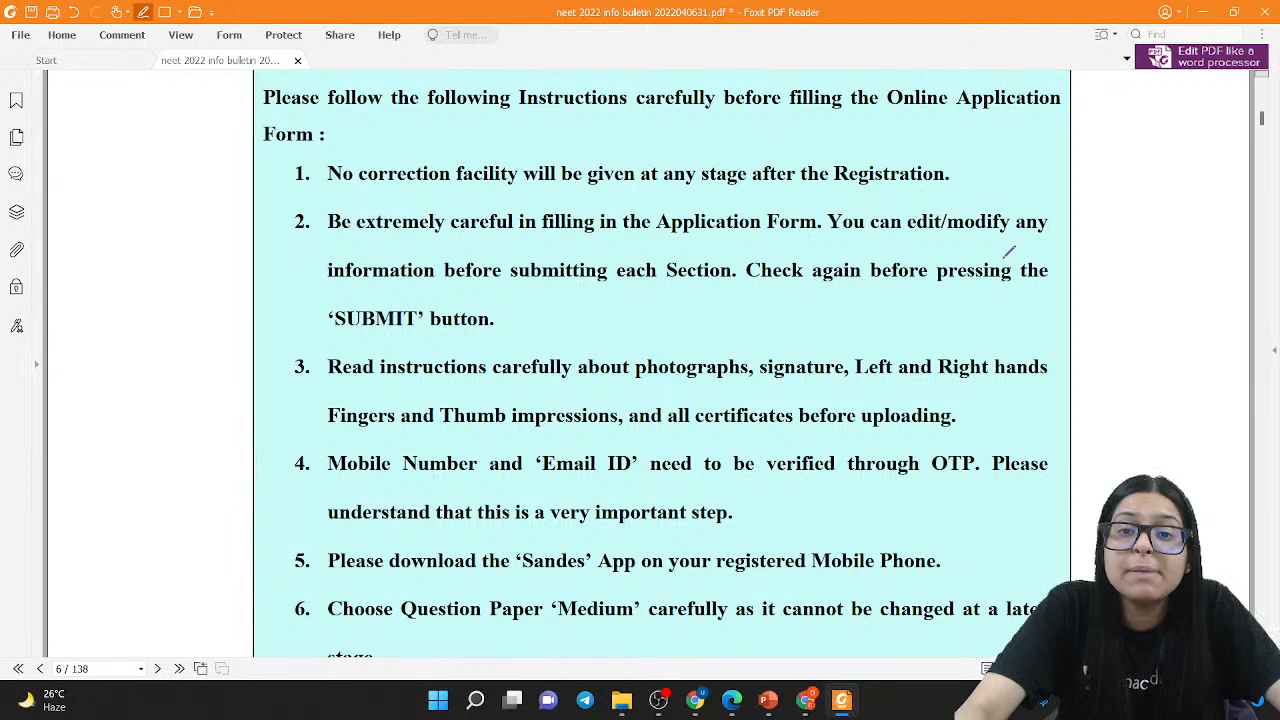 neet 2022 info buletin 2022040631.pdf * - Foxit PDF Reader
File Home Comment View Form Protect Share Help Tell me... Find
Start neet 2022 info buletin 20... Edit PDF like a
word processor
Please follow the following Instructions carefully before filling the Online Application
Form :
1. No correction facility will be given at any stage after the Registration.
2. Be extremely careful in filling in the Application Form. You can edit/modify any
information before submitting each Section. Check again before pressing the
‘SUBMIT’ button.
3. Read instructions carefully about photographs, signature, Left and Right hands
Fingers and Thumb impressions, and all certificates before uploading.
4. Mobile Number and ‘Email ID’ need to be verified through OTP. Please
understand that this is a very important step.
5. Please download the ‘Sandes’ App on your registered Mobile Phone.
6. Choose Question Paper ‘Medium’ carefully as it cannot be changed at a
stage
6 / 138
26°C
Haze